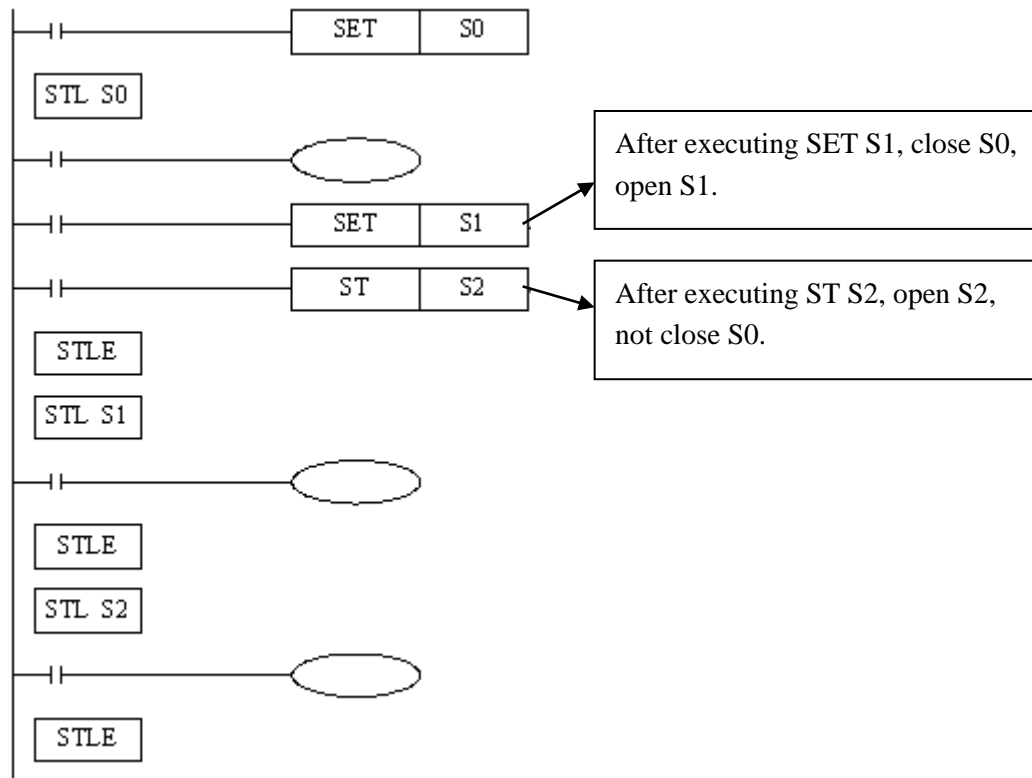 SET S0
STL S0
After executing SET S1, close S0,
open S1.
SET S1
ST S2
After executing ST S2, open S2,
not close S0.
STLE
STL S1
STLE
STL S2
STLE